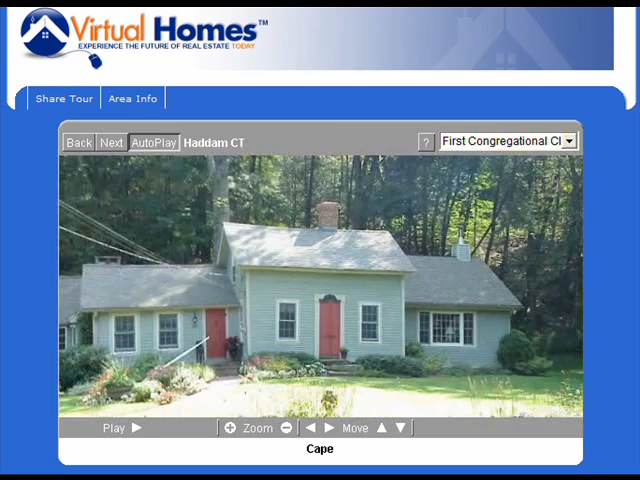 Virtual Homes™
EXPERIENCE THE FUTURE OF REAL ESTATE TODAY
Share Tour Area Info
Back Next AutoPlay Haddam CT ? First Congregational Cl
Play Zoom Move
Cape